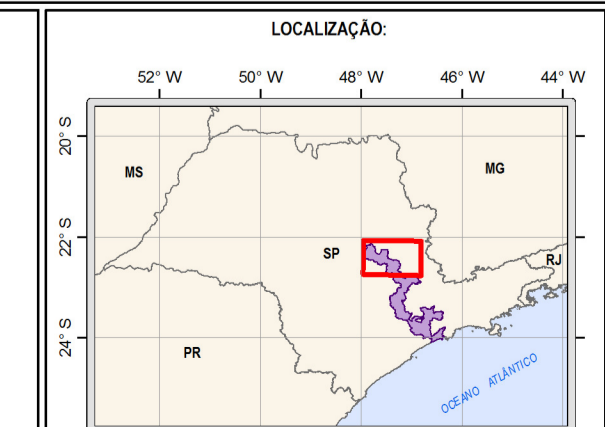 LOCALIZAÇÃO:
52° W 50° W 48° W 46° W 44° W
20° S
MS
MG
22° S
SP
RJ
24° S
PR
OCEANO ATLÂNTICO